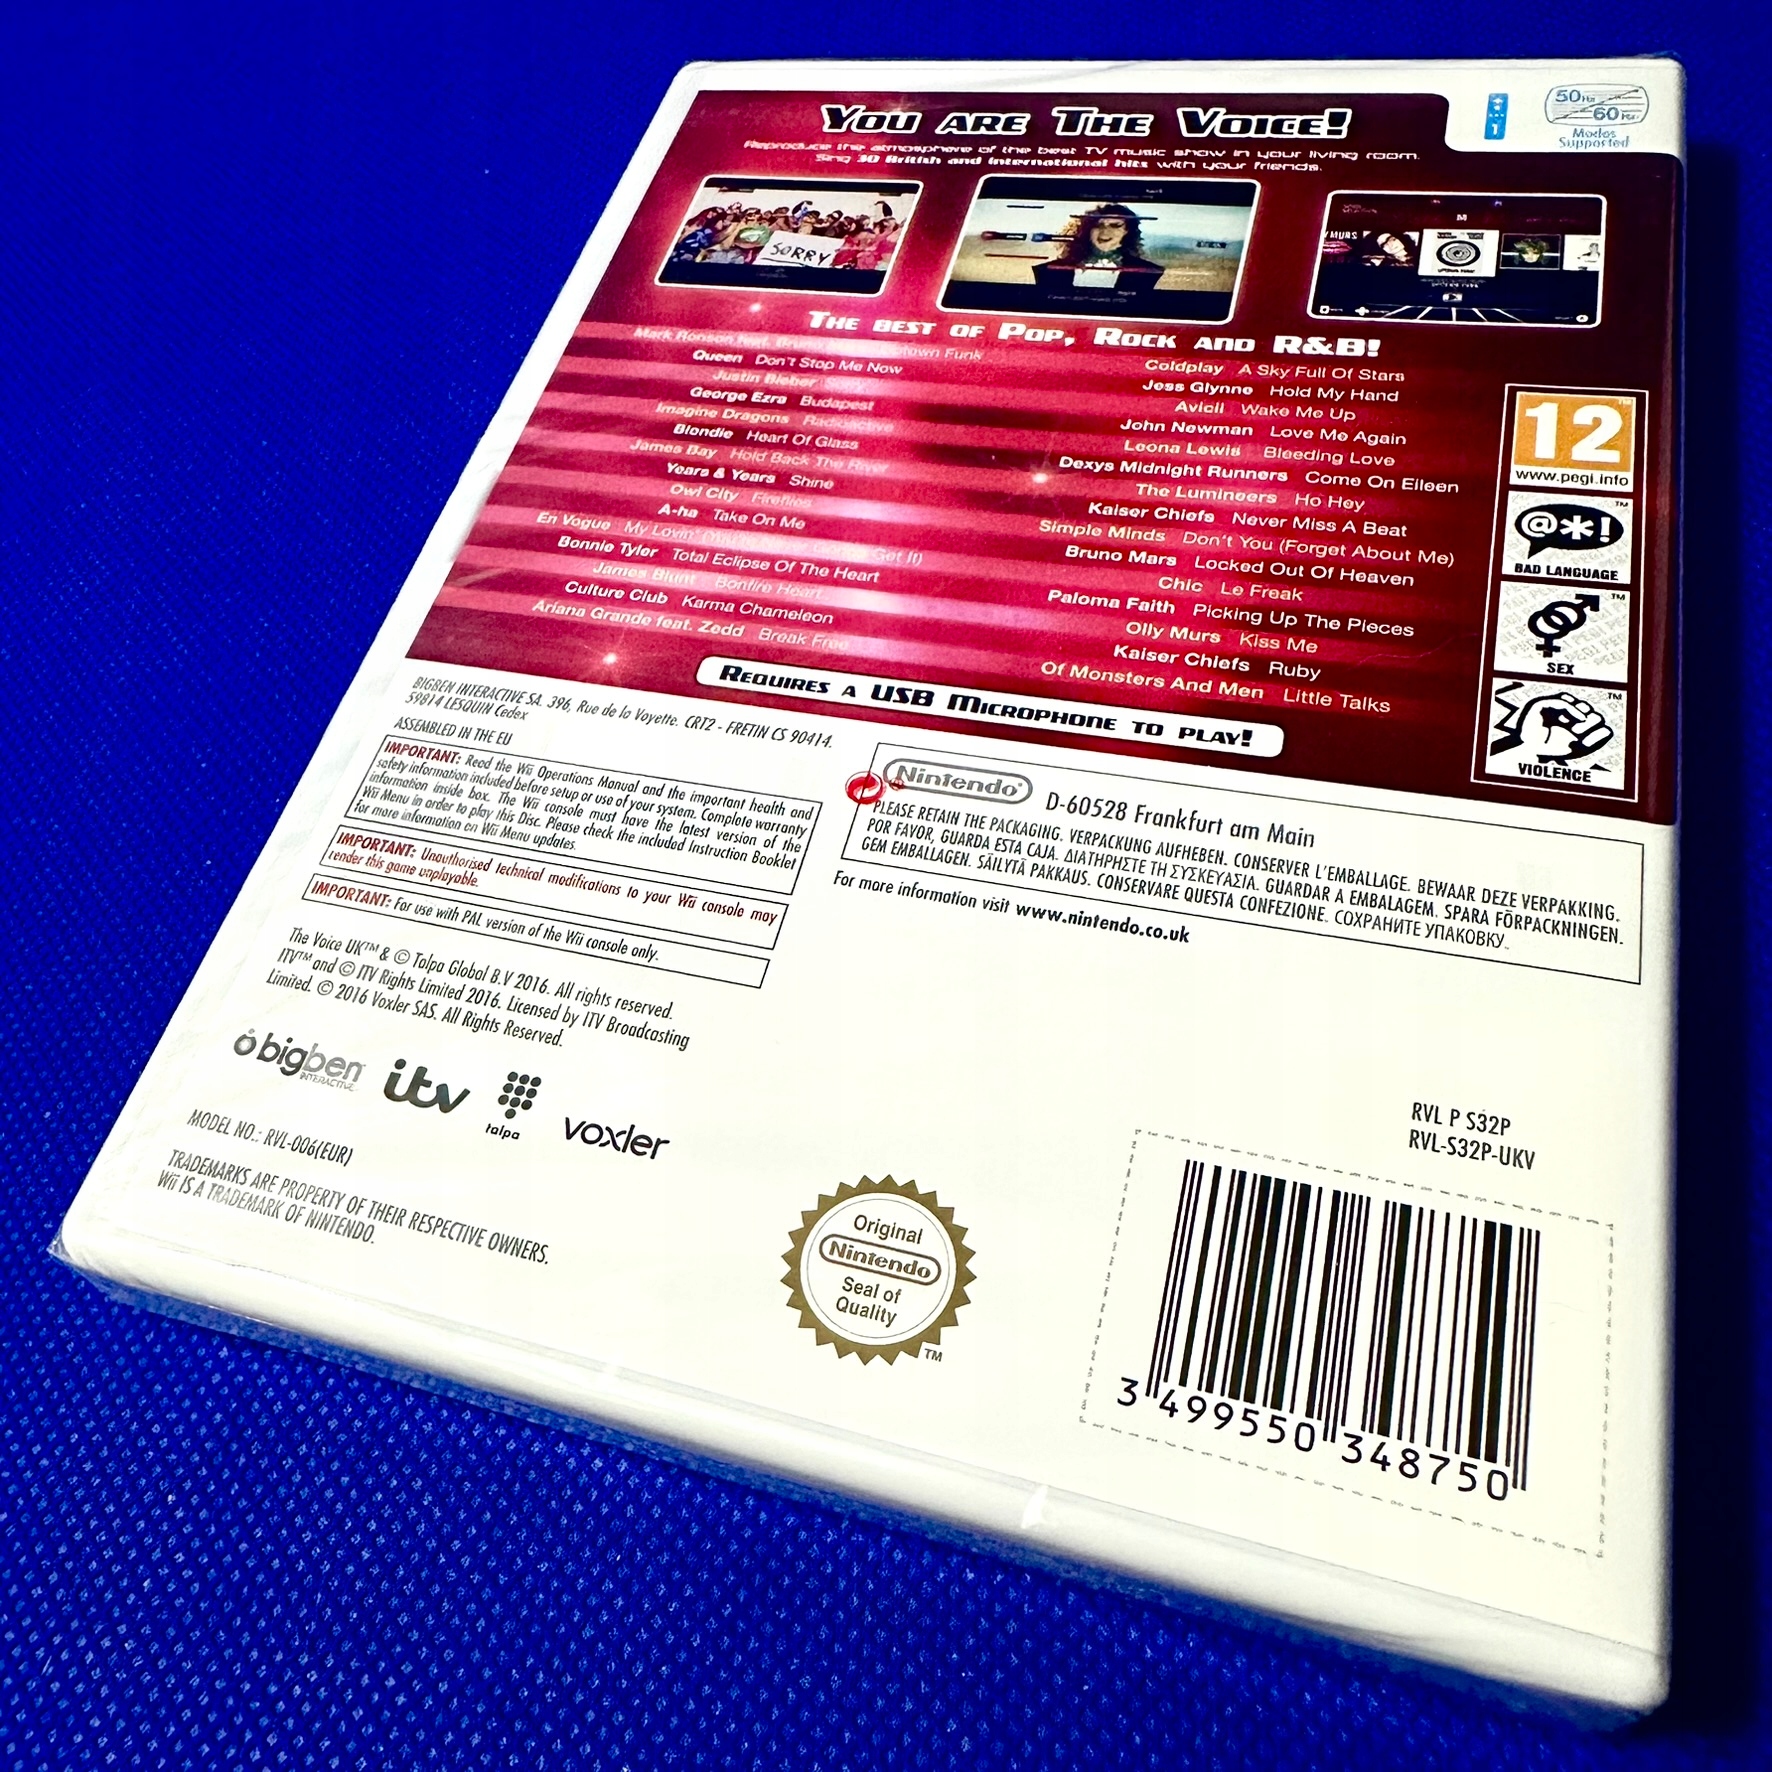 YOU ARE THE VOICE!
Reproduce the atmosphere of the best TV music show in your living room.
Sing 30 British and international hits with your friends.
1
50Hz
60Hz
Modes
Supported
SORRY
MURS
THE BEST OF POP, ROCK AND R&B!
Mark Ronson feat. Funk
Queen Don't Stop Me Now
Justin Bieber
George Ezra Budapest
Imagine Dragons Radioactive
Blondie Heart Of Glass
James Bay Hold Back The River
Years & Years Shine
Owl City Fireflies
A-ha Take On Me
En Vogue My Lovin' Get It)
Bonnie Tyler Total Eclipse Of The Heart
James Blunt Bonfire Heart
Culture Club Karma Chameleon
Ariana Grande feat. Zedd Break Free
Coldplay A Sky Full Of Stars
Jess Glynne Hold My Hand
Avicii Wake Me Up
John Newman Love Me Again
Leona Lewis Bleeding Love
Dexys Midnight Runners Come On Eileen
The Lumineers Ho Hey
Kaiser Chiefs Never Miss A Beat
Simple Minds Don't You (Forget About Me)
Bruno Mars Locked Out Of Heaven
Chic Le Freak
Paloma Faith Picking Up The Pieces
Olly Murs Kiss Me
Kaiser Chiefs Ruby
Of Monsters And Men Little Talks
REQUIRES A USB MICROPHONE TO PLAY!
12
www.pegi.info
@*!
BAD LANGUAGE
SEX
VIOLENCE
BIGBEN INTERACTIVE SA. 396, Rue de la Voyette. CRT2 - FRETIN CS 90414.
59814 LESQUIN Cedex
ASSEMBLED IN THE EU
IMPORTANT: Read the Wii Operations Manual and the important health and
safety information included before setup or use of your system. Complete warranty
information inside box. The Wii console must have the latest version of the
Wii Menu in order to play this Disc. Please check the included Instruction Booklet
for more information on Wii Menu updates.
IMPORTANT: Unauthorised technical modifications to your Wii console may
render this game unplayable.
IMPORTANT: For use with PAL version of the Wii console only.
Nintendo® D-60528 Frankfurt am Main
PLEASE RETAIN THE PACKAGING. VERPACKUNG AUFHEBEN. CONSERVER L'EMBALLAGE. BEWAAR DEZE VERPAKKING.
POR FAVOR, GUARDA ESTA CAJA. ΔΙΑΤΗΡΗΣΤΕ ΤΗ ΣΥΣΚΕΥΑΣΙΑ. GUARDAR A EMBALAGEM. SPARA FÖRPACKNINGEN.
GEM EMBALLAGEN. SÄILYTÄ PAKKAUS. CONSERVARE QUESTA CONFEZIONE. СОХРАНИТЕ УПАКОВКУ.
For more information visit www.nintendo.co.uk
The Voice UK™ & © Talpa Global B.V 2016. All rights reserved.
ITV™ and © ITV Rights Limited 2016. Licensed by ITV Broadcasting
Limited. © 2016 Voxler SAS. All Rights Reserved.
bigben
INTERACTIVE
itv
talpa
voxler
MODEL NO.: RVL-006(EUR)
TRADEMARKS ARE PROPERTY OF THEIR RESPECTIVE OWNERS.
Wii IS A TRADEMARK OF NINTENDO.
Original
Nintendo
Seal of
Quality
TM
RVL P S32P
RVL-S32P-UKV
3 499550 348750